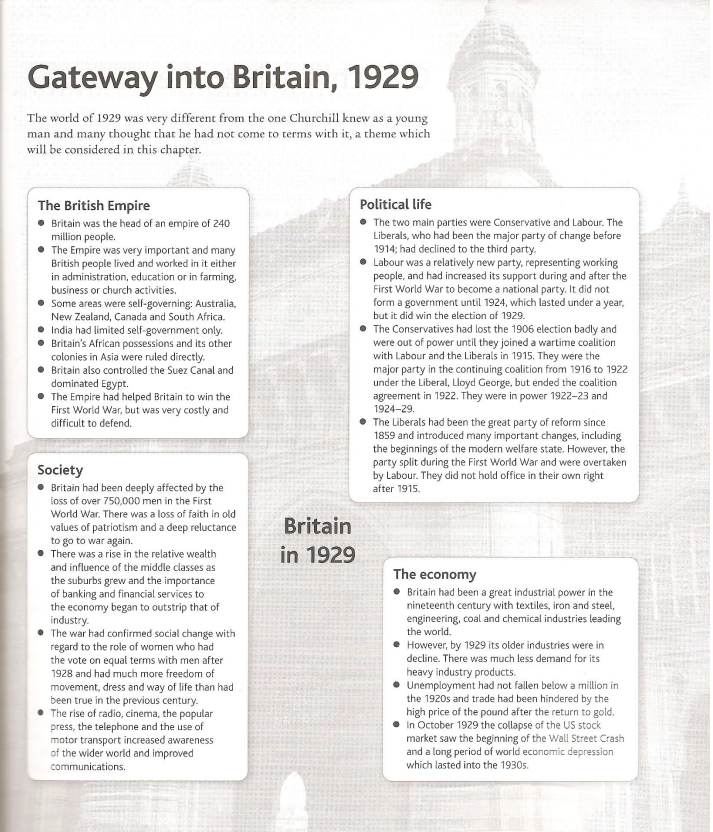 Gateway into Britain, 1929
The world of 1929 was very different from the one Churchill knew as a young
man and many thought that he had not come to terms with it, a theme which
will be considered in this chapter.
The British Empire
● Britain was the head of an empire of 240
million people.
● The Empire was very important and many
British people lived and worked in it either
in administration, education or in farming,
business or church activities.
● Some areas were self-governing: Australia,
New Zealand, Canada and South Africa.
● India had limited self-government only.
● Britain's African possessions and its other
colonies in Asia were ruled directly.
● Britain also controlled the Suez Canal and
dominated Egypt.
● The Empire had helped Britain to win the
First World War, but was very costly and
difficult to defend.
Political life
● The two main parties were Conservative and Labour. The
Liberals, who had been the major party of change before
1914; had declined to the third party.
● Labour was a relatively new party, representing working
people, and had increased its support during and after the
First World War to become a national party. It did not
form a government until 1924, which lasted under a year,
but it did win the election of 1929.
● The Conservatives had lost the 1906 election badly and
were out of power until they joined a wartime coalition
with Labour and the Liberals in 1915. They were the
major party in the continuing coalition from 1916 to 1922
under the Liberal, Lloyd George, but ended the coalition
agreement in 1922. They were in power 1922–23 and
1924–29.
● The Liberals had been the great party of reform since
1859 and introduced many important changes, including
the beginnings of the modern welfare state. However, the
party split during the First World War and were overtaken
by Labour. They did not hold office in their own right
after 1915.
Society
● Britain had been deeply affected by the
loss of over 750,000 men in the First
World War. There was a loss of faith in old
values of patriotism and a deep reluctance
to go to war again.
● There was a rise in the relative wealth
and influence of the middle classes as
the suburbs grew and the importance
of banking and financial services to
the economy began to outstrip that of
industry.
● The war had confirmed social change with
regard to the role of women who had
the vote on equal terms with men after
1928 and had much more freedom of
movement, dress and way of life than had
been true in the previous century.
● The rise of radio, cinema, the popular
press, the telephone and the use of
motor transport increased awareness
of the wider world and improved
communications.
Britain
in 1929
The economy
● Britain had been a great industrial power in the
nineteenth century with textiles, iron and steel,
engineering, coal and chemical industries leading
the world.
● However, by 1929 its older industries were in
decline. There was much less demand for its
heavy industry products.
● Unemployment had not fallen below a million in
the 1920s and trade had been hindered by the
high price of the pound after the return to gold.
● In October 1929 the collapse of the US stock
market saw the beginning of the Wall Street Crash
and a long period of world economic depression
which lasted into the 1930s.